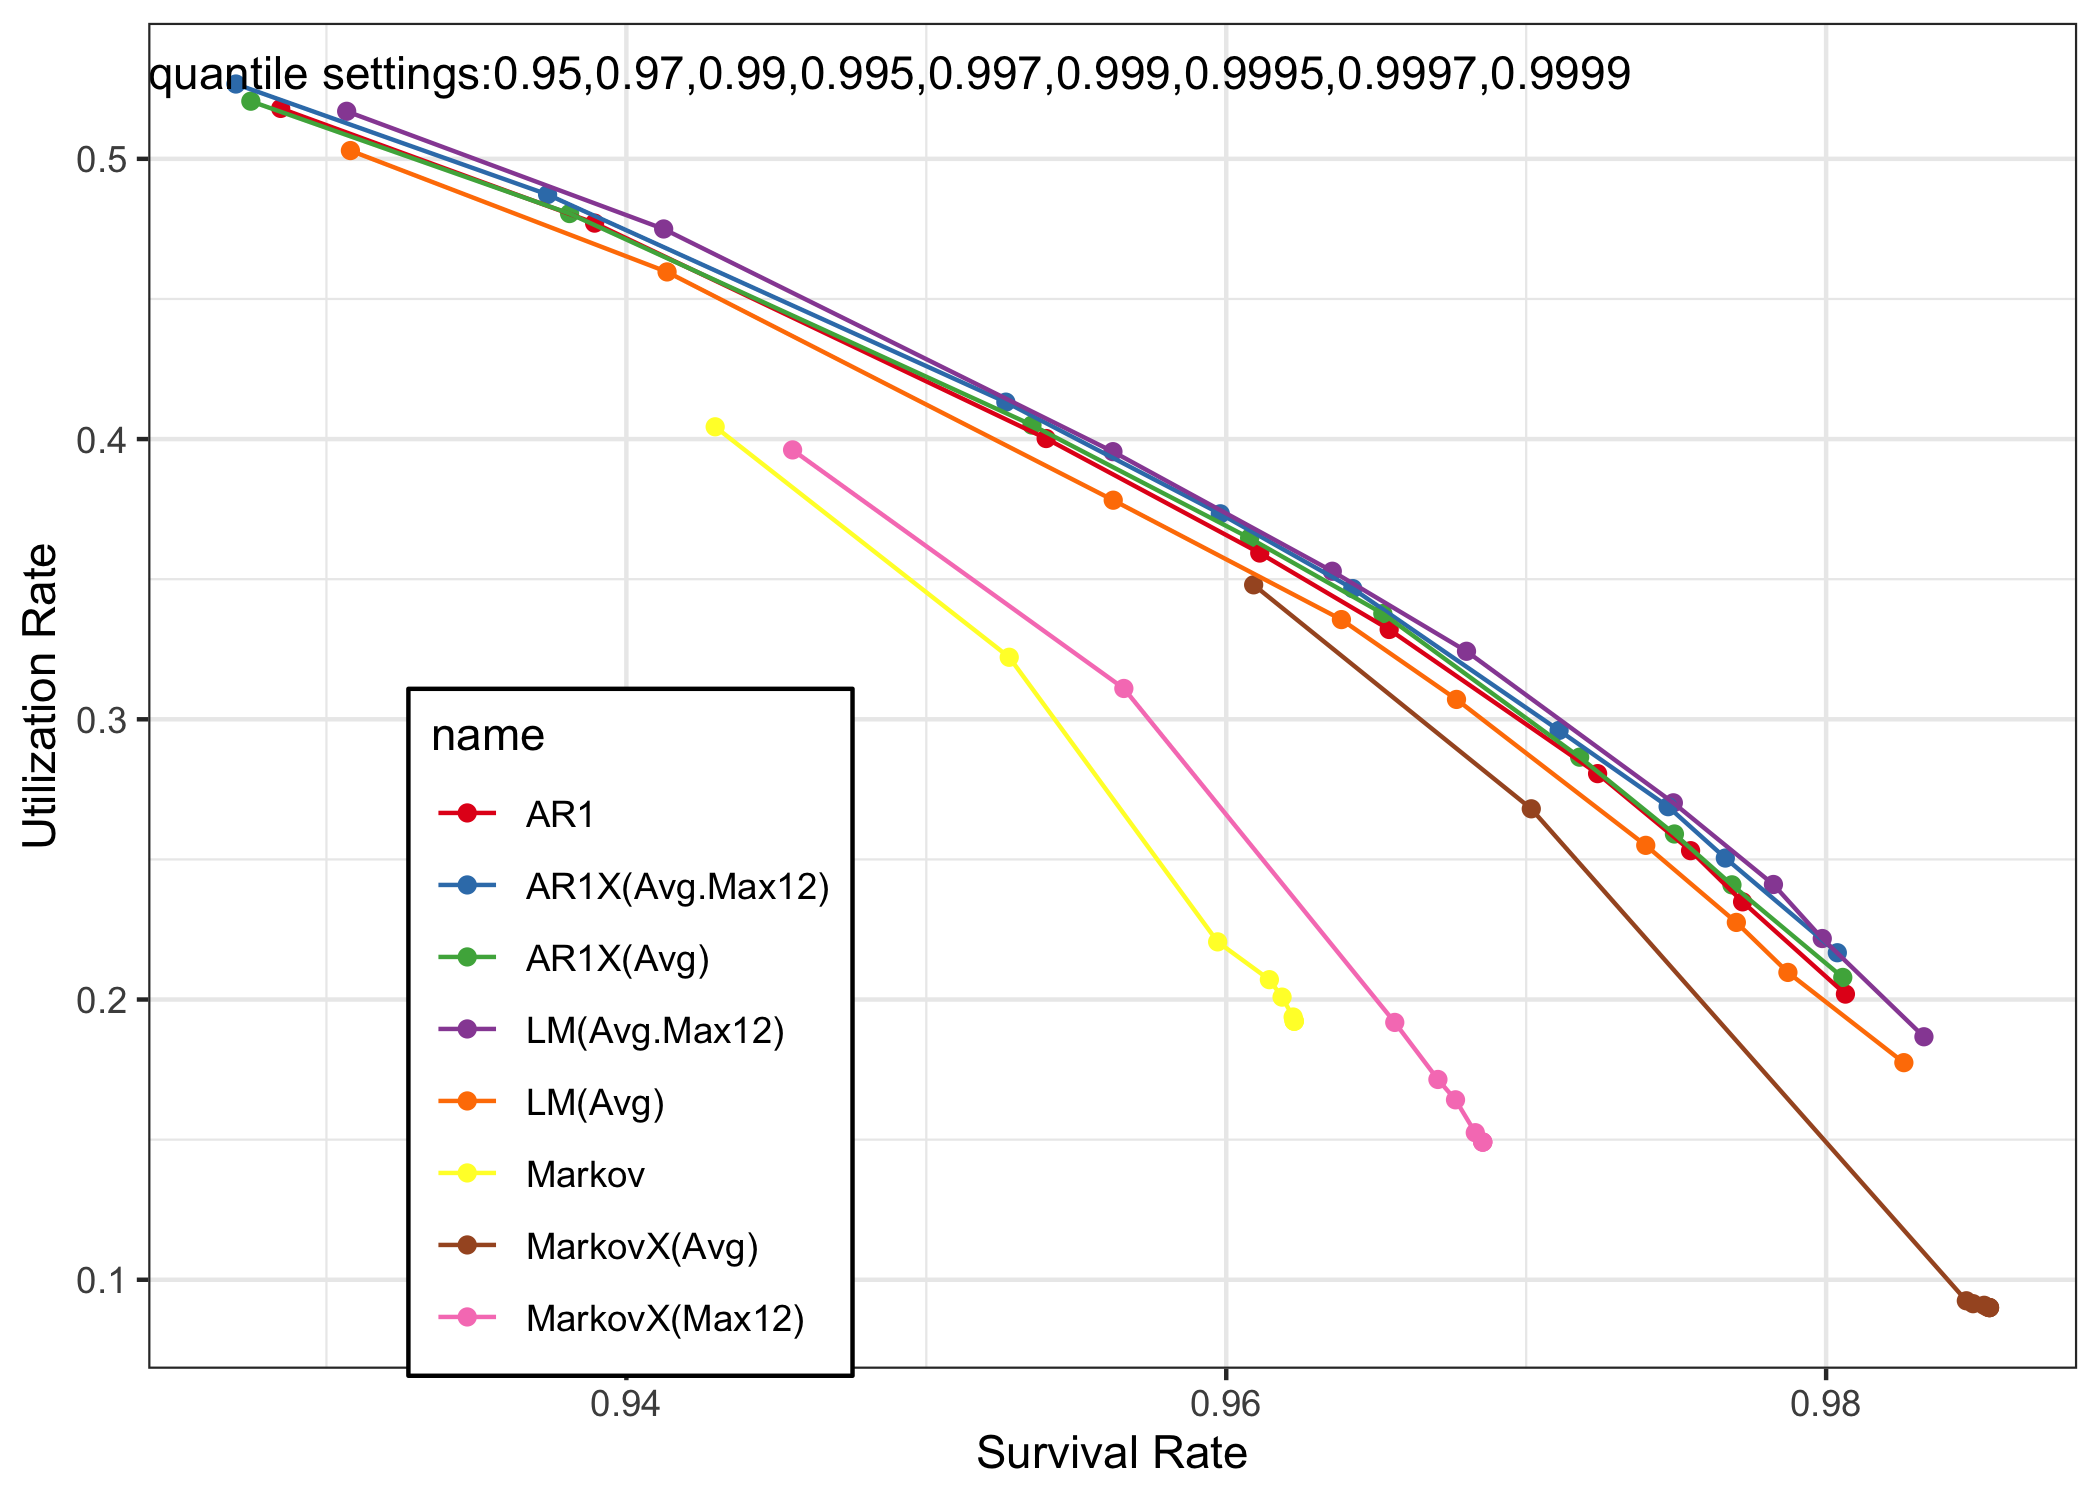 quantile settings:0.95,0.97,0.99,0.995,0.997,0.999,0.9995,0.9997,0.9999
0.5
0.4
0.3
0.2
0.1
Utilization Rate
name
AR1
AR1X(Avg.Max12)
AR1X(Avg)
LM(Avg.Max12)
LM(Avg)
Markov
MarkovX(Avg)
MarkovX(Max12)
0.94
0.96
0.98
Survival Rate